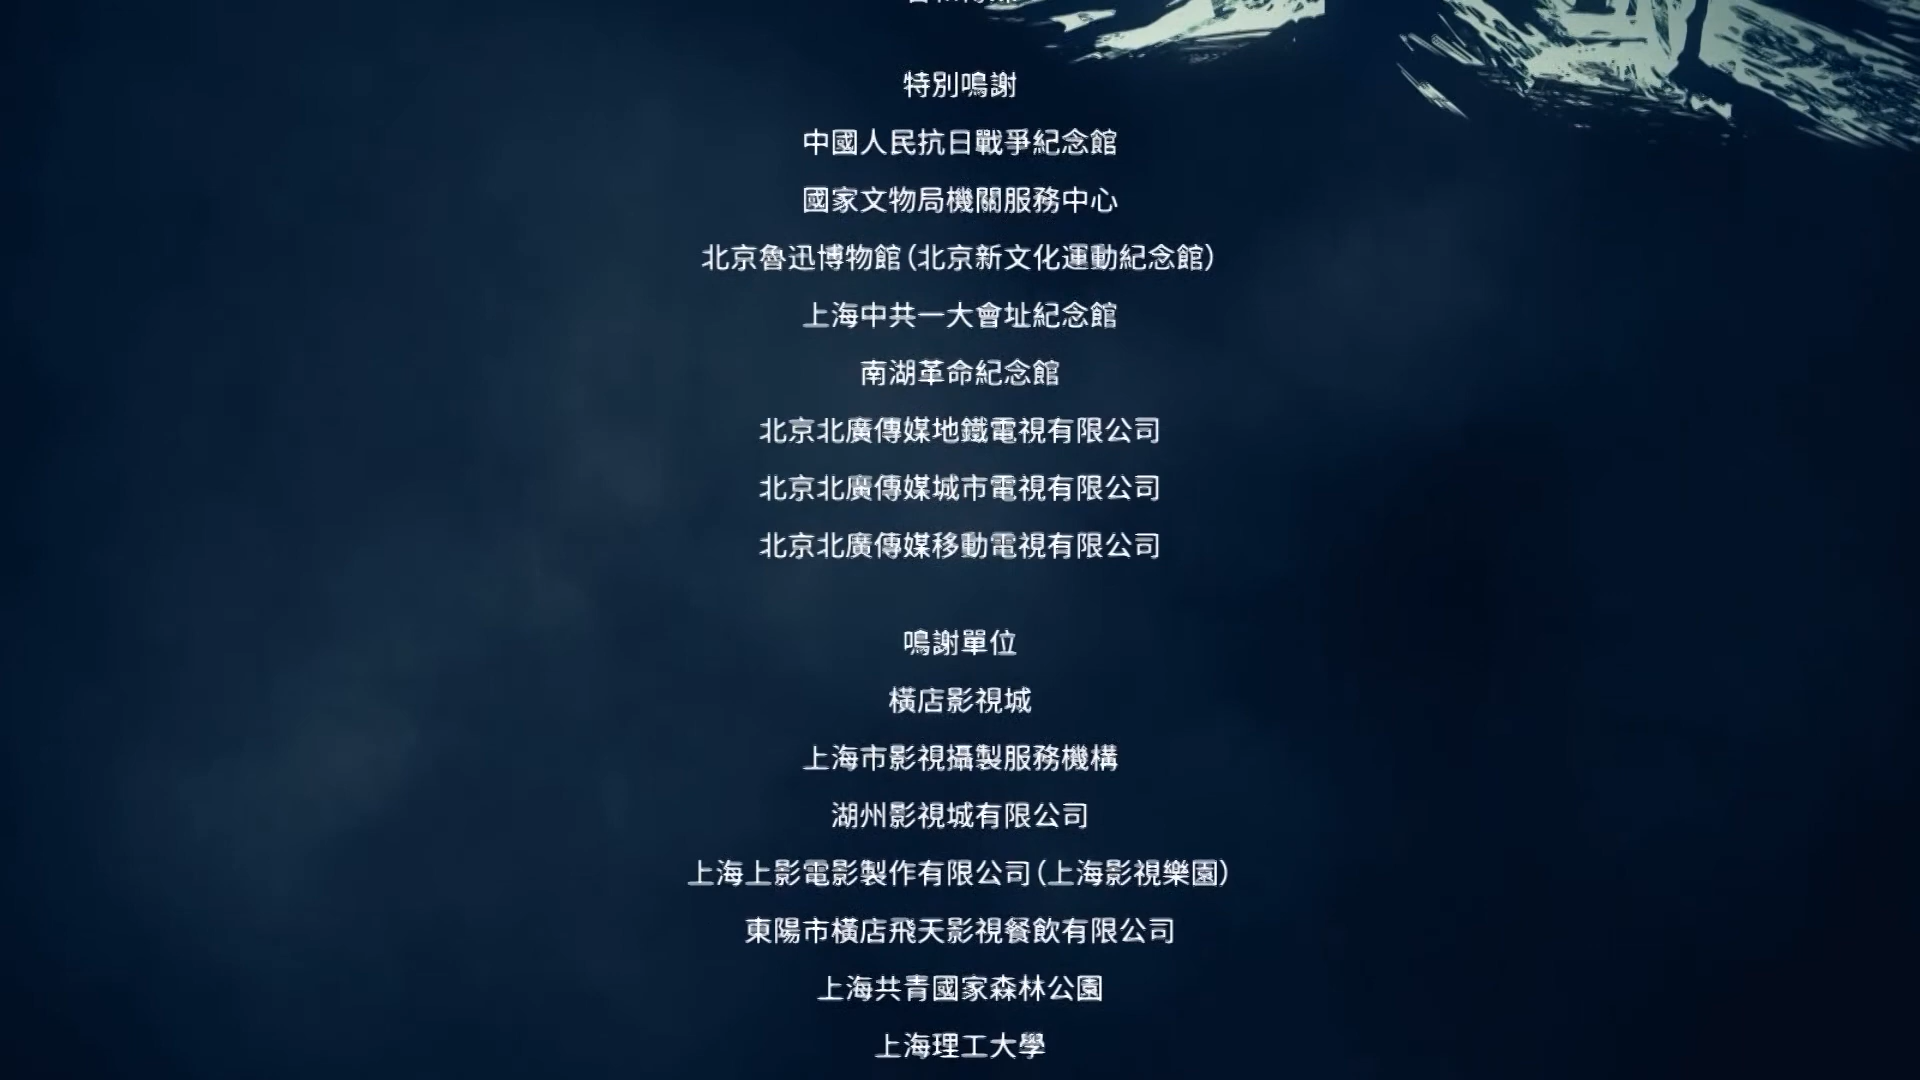 特別鳴謝
中國人民抗日戰爭紀念館
國家文物局機關服務中心
北京魯迅博物館(北京新文化運動紀念館)
上海中共一大會址紀念館
南湖革命紀念館
北京北廣傳媒地鐵電視有限公司
北京北廣傳媒城市電視有限公司
北京北廣傳媒移動電視有限公司
鳴謝單位
橫店影視城
上海市影視攝製服務機構
湖州影視城有限公司
上海上影電影製作有限公司(上海影視樂園)
東陽市橫店飛天影視餐飲有限公司
上海共青國家森林公園
上海理工大學